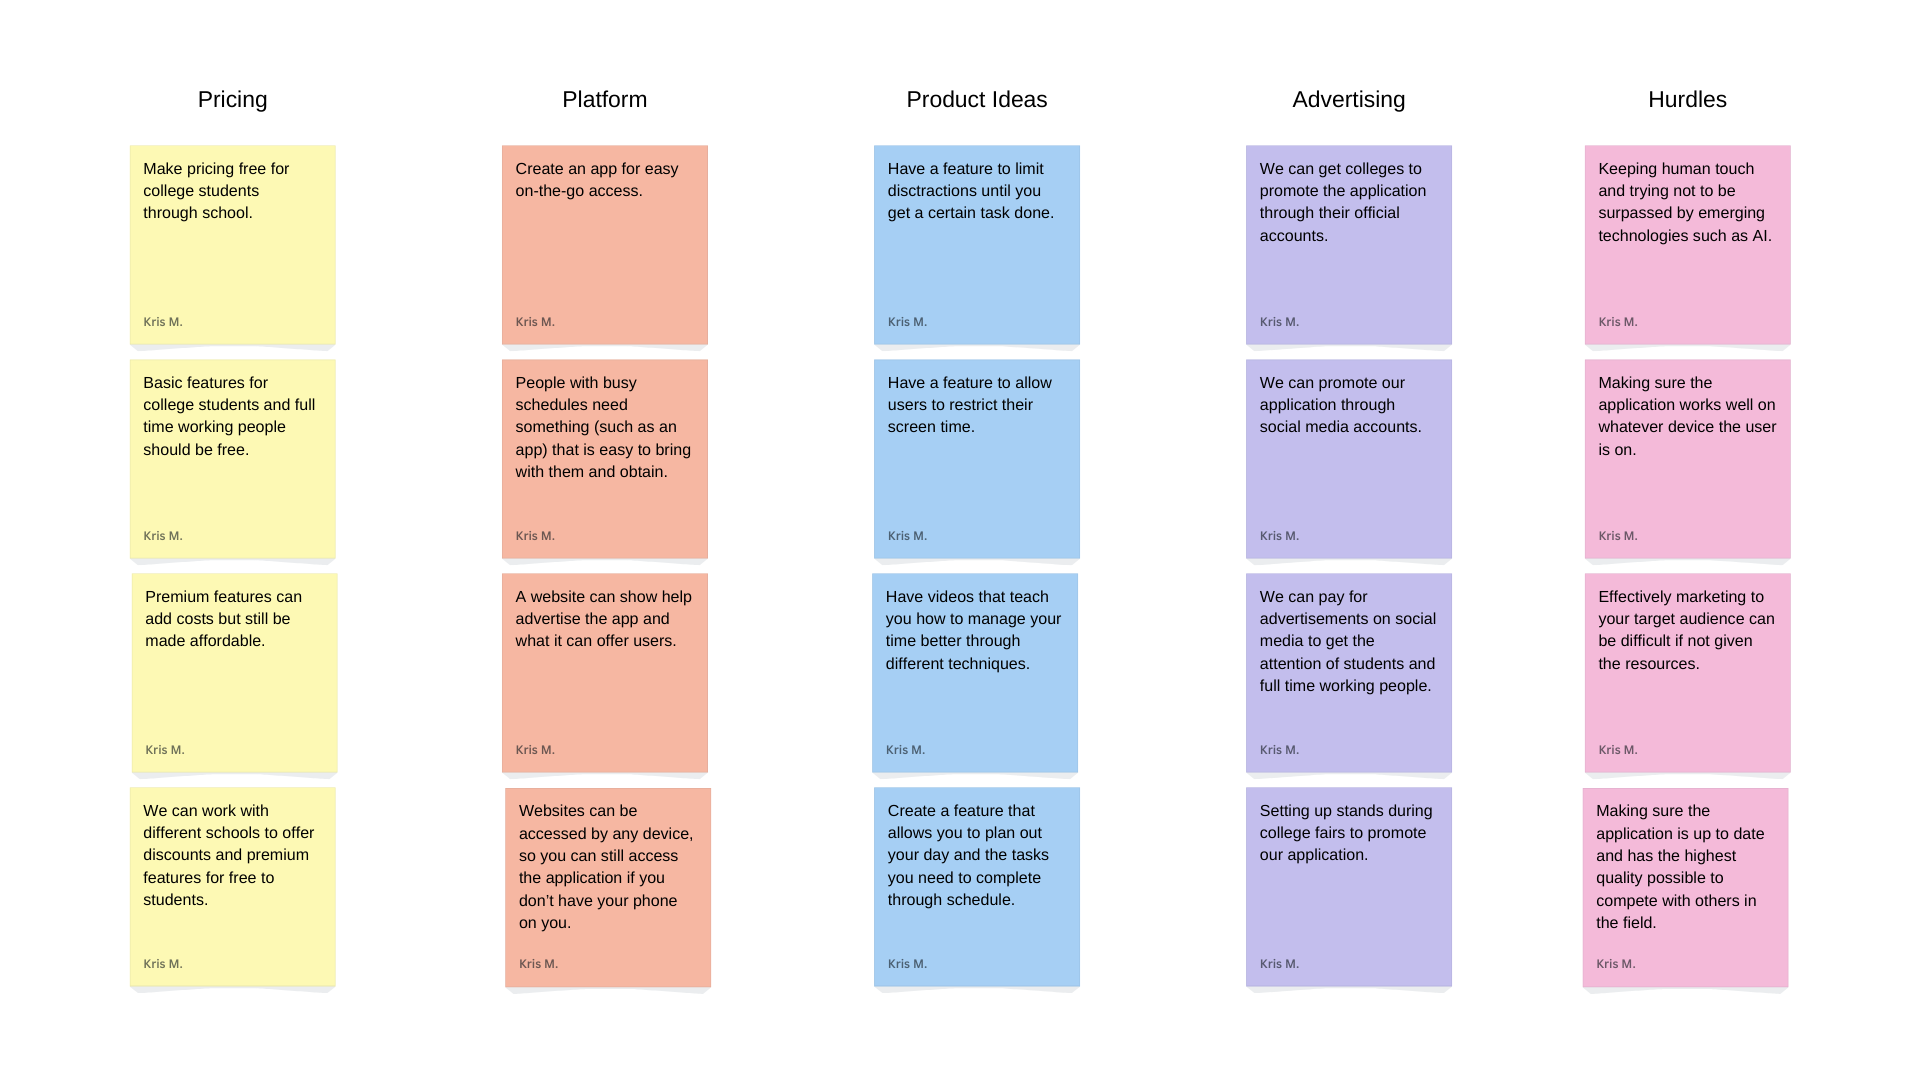 Pricing
Make pricing free for
college students
through school.
Kris M.
Basic features for
college students and full
time working people
should be free.
Kris M.
Premium features can
add costs but still be
made affordable.
Kris M.
We can work with
different schools to offer
discounts and premium
features for free to
students.
Kris M.
Platform
Create an app for easy
on-the-go access.
Kris M.
People with busy
schedules need
something (such as an
app) that is easy to bring
with them and obtain.
Kris M.
A website can show help
advertise the app and
what it can offer users.
Kris M.
Websites can be
accessed by any device,
so you can still access
the application if you
don’t have your phone
on you.
Kris M.
Product Ideas
Have a feature to limit
disctractions until you
get a certain task done.
Kris M.
Have a feature to allow
users to restrict their
screen time.
Kris M.
Have videos that teach
you how to manage your
time better through
different techniques.
Kris M.
Create a feature that
allows you to plan out
your day and the tasks
you need to complete
through schedule.
Kris M.
Advertising
We can get colleges to
promote the application
through their official
accounts.
Kris M.
We can promote our
application through
social media accounts.
Kris M.
We can pay for
advertisements on social
media to get the
attention of students and
full time working people.
Kris M.
Setting up stands during
college fairs to promote
our application.
Kris M.
Hurdles
Keeping human touch
and trying not to be
surpassed by emerging
technologies such as AI.
Kris M.
Making sure the
application works well on
whatever device the user
is on.
Kris M.
Effectively marketing to
your target audience can
be difficult if not given
the resources.
Kris M.
Making sure the
application is up to date
and has the highest
quality possible to
compete with others in
the field.
Kris M.